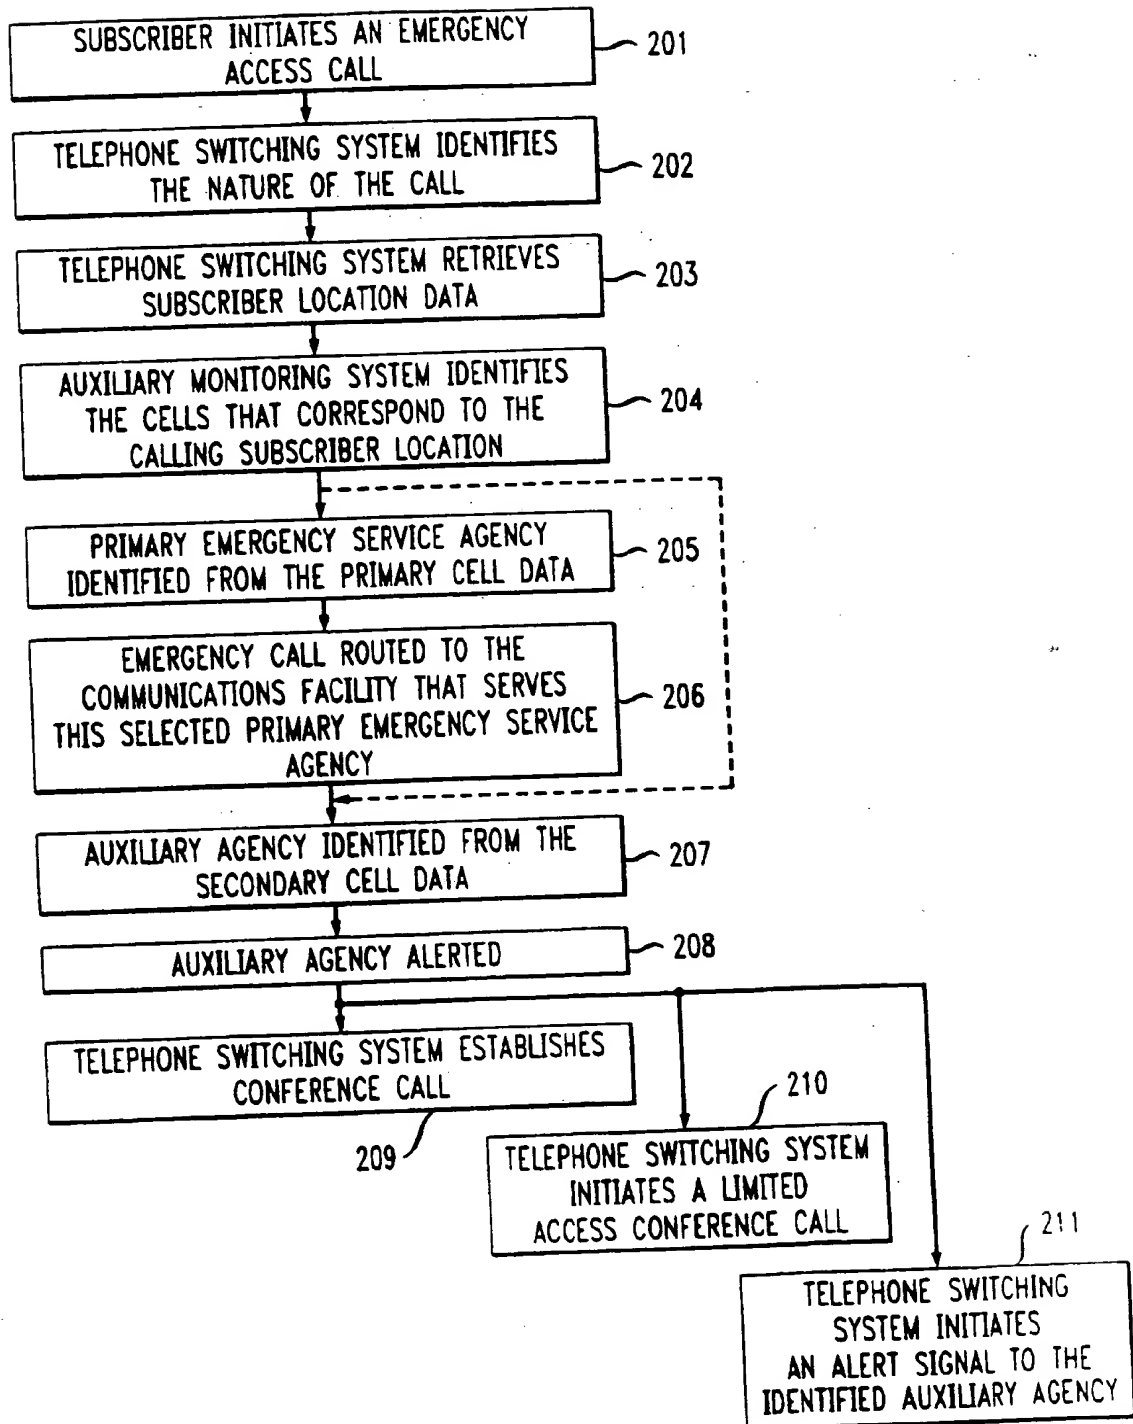 SUBSCRIBER INITIATES AN EMERGENCY
ACCESS CALL
201
TELEPHONE SWITCHING SYSTEM IDENTIFIES
THE NATURE OF THE CALL
202
TELEPHONE SWITCHING SYSTEM RETRIEVES
SUBSCRIBER LOCATION DATA
203
AUXILIARY MONITORING SYSTEM IDENTIFIES
THE CELLS THAT CORRESPOND TO THE
CALLING SUBSCRIBER LOCATION
204
PRIMARY EMERGENCY SERVICE AGENCY
IDENTIFIED FROM THE PRIMARY CELL DATA
205
EMERGENCY CALL ROUTED TO THE
COMMUNICATIONS FACILITY THAT SERVES
THIS SELECTED PRIMARY EMERGENCY SERVICE
AGENCY
206
AUXILIARY AGENCY IDENTIFIED FROM THE
SECONDARY CELL DATA
207
AUXILIARY AGENCY ALERTED
208
TELEPHONE SWITCHING SYSTEM ESTABLISHES
CONFERENCE CALL
209
210
TELEPHONE SWITCHING SYSTEM
INITIATES A LIMITED
ACCESS CONFERENCE CALL
211
TELEPHONE SWITCHING
SYSTEM INITIATES
AN ALERT SIGNAL TO THE
IDENTIFIED AUXILIARY AGENCY